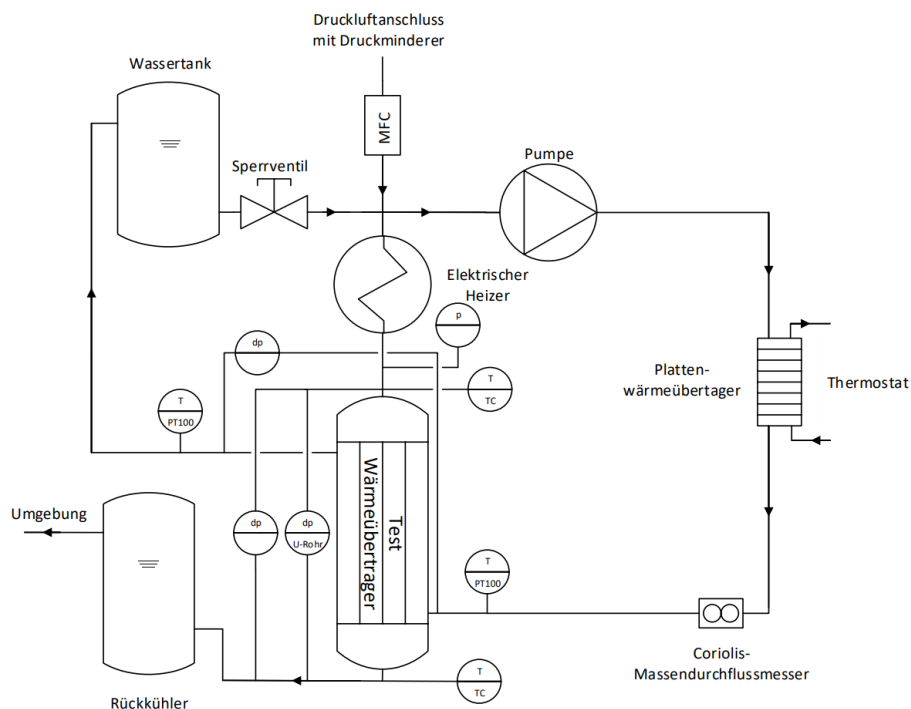 Druckluftanschluss
mit Druckminderer
Wassertank
MFC
Sperrventil
Pumpe
Elektrischer
Heizer
p
dp
T
TC
T
PT100
Platten-
wärmeübertager
Thermostat
Umgebung
dp
dp
U-Rohr
Test
Wärmeübertrager
T
PT100
Coriolis-
Massendurchflussmesser
T
TC
Rückkühler